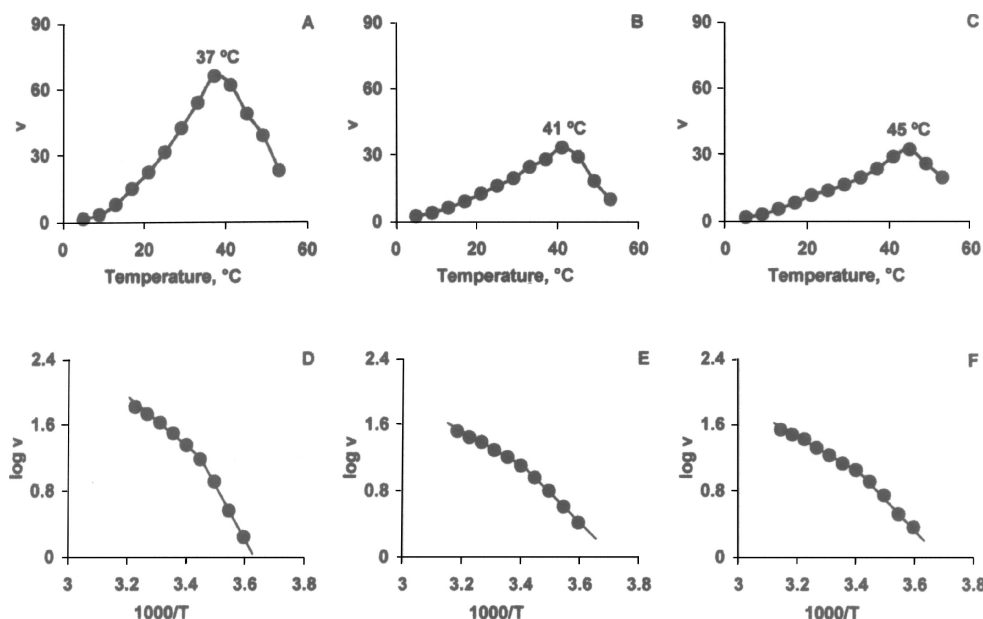 90 A 90 B 90 C
37 ºC
60 60 60
41 ºC 45 ºC
v v v
30 30 30
0 0 0
0 20 40 60 0 20 40 60 0 20 40 60
Temperature, °C Temperature, °C Temperature, °C
2.4 D 2.4 E 2.4 F
1.6 1.6 1.6
log v log v log v
0.8 0.8 0.8
0 0 0
3 3.2 3.4 3.6 3.8 3 3.2 3.4 3.6 3.8 3 3.2 3.4 3.6 3.8
1000/T 1000/T 1000/T